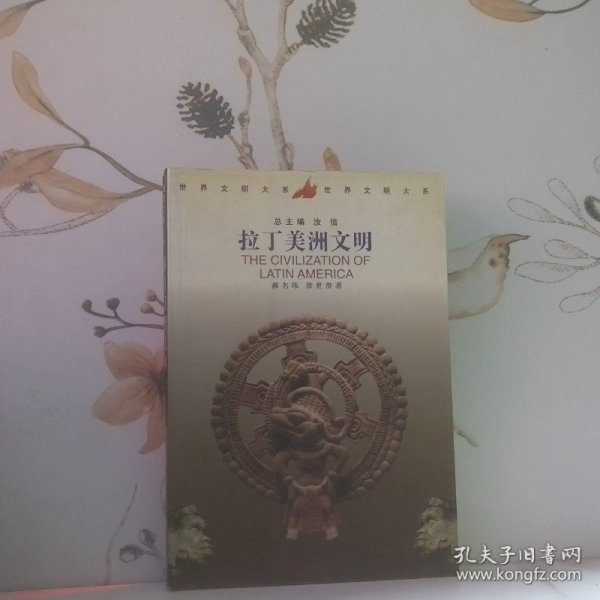 世界文明大系 世界文明大系
总主编 汝信
拉丁美洲文明
THE CIVILIZATION OF
LATIN AMERICA
郝名玮 徐世澄著
孔夫子旧书网
www.kongfz.com